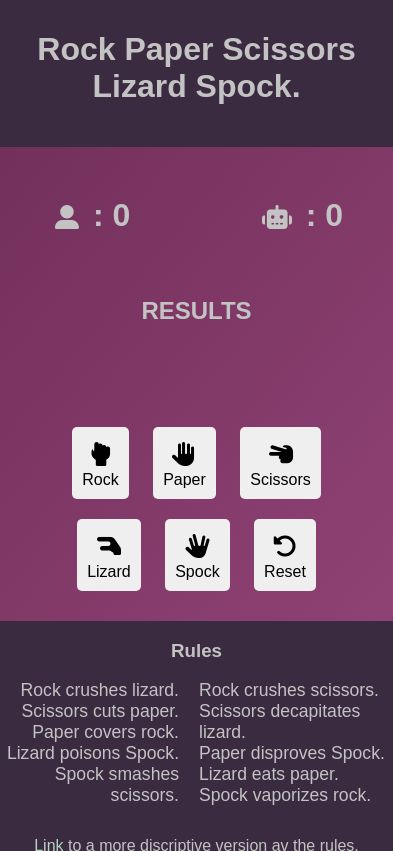 Rock Paper Scissors
Lizard Spock.
: 0
: 0
RESULTS
Rock
Paper
Scissors
Lizard
Spock
Reset
Rules
Rock crushes lizard.
Scissors cuts paper.
Paper covers rock.
Lizard poisons Spock.
Spock smashes
scissors.
Rock crushes scissors.
Scissors decapitates
lizard.
Paper disproves Spock.
Lizard eats paper.
Spock vaporizes rock.
Link to a more discriptive version av the rules.